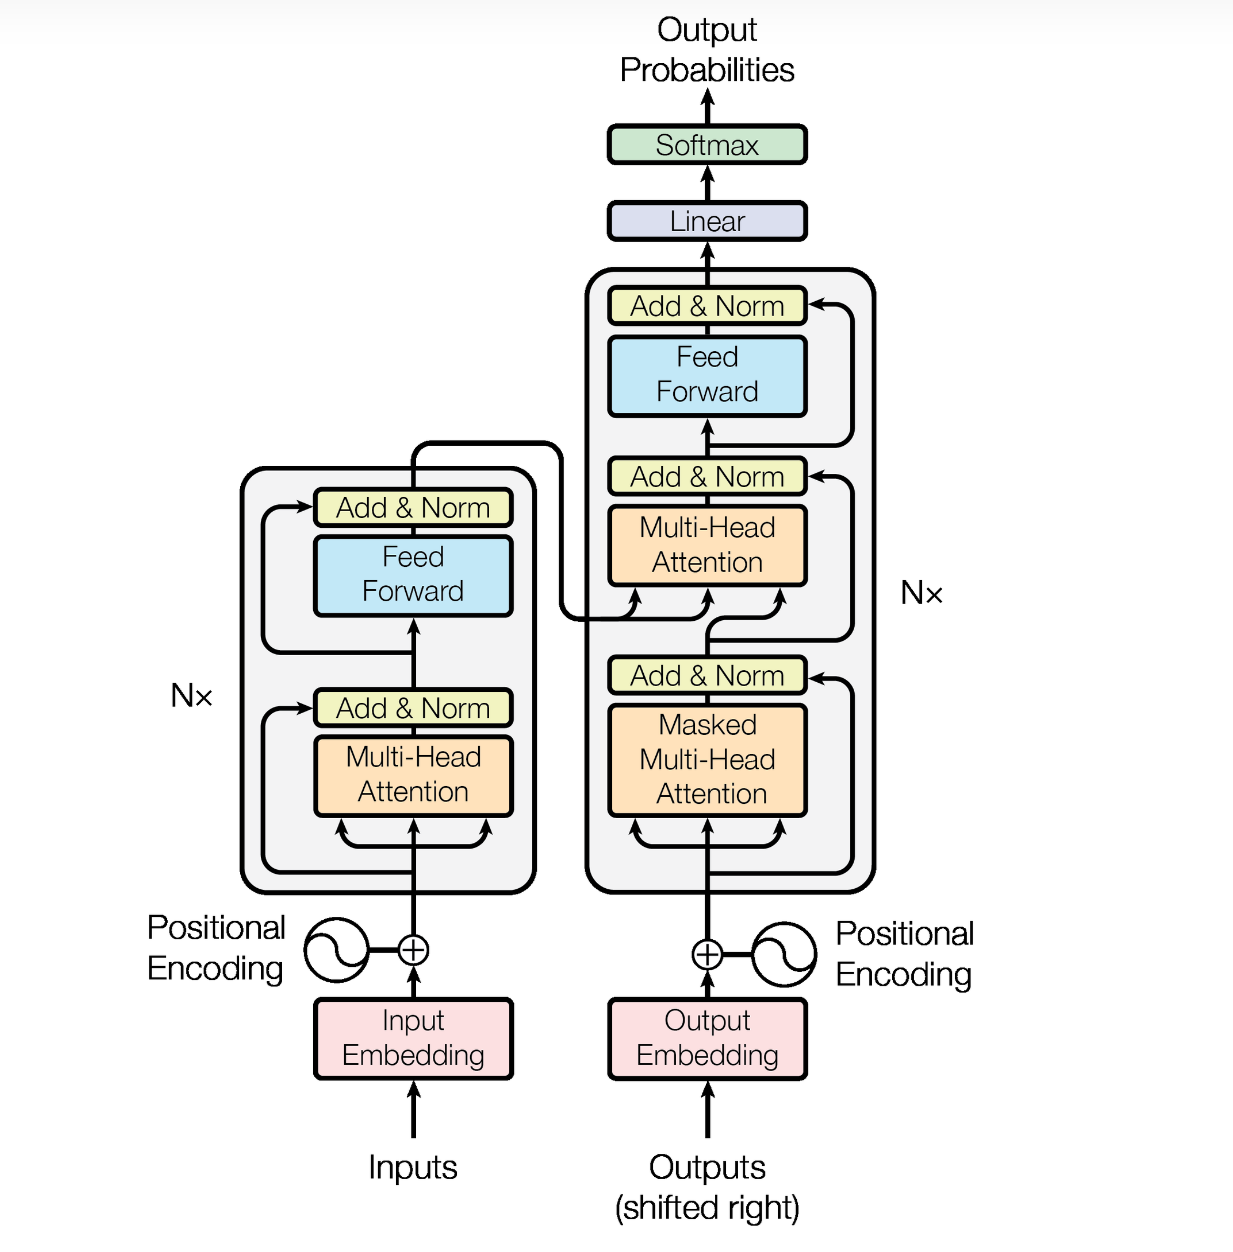 Output
Probabilities
Softmax
Linear
Add & Norm
Feed
Forward
Add & Norm
Multi-Head
Attention
N×
Add & Norm
Masked
Multi-Head
Attention
Add & Norm
Feed
Forward
N×
Add & Norm
Multi-Head
Attention
Positional
Encoding
Positional
Encoding
Input
Embedding
Output
Embedding
Inputs
Outputs
(shifted right)